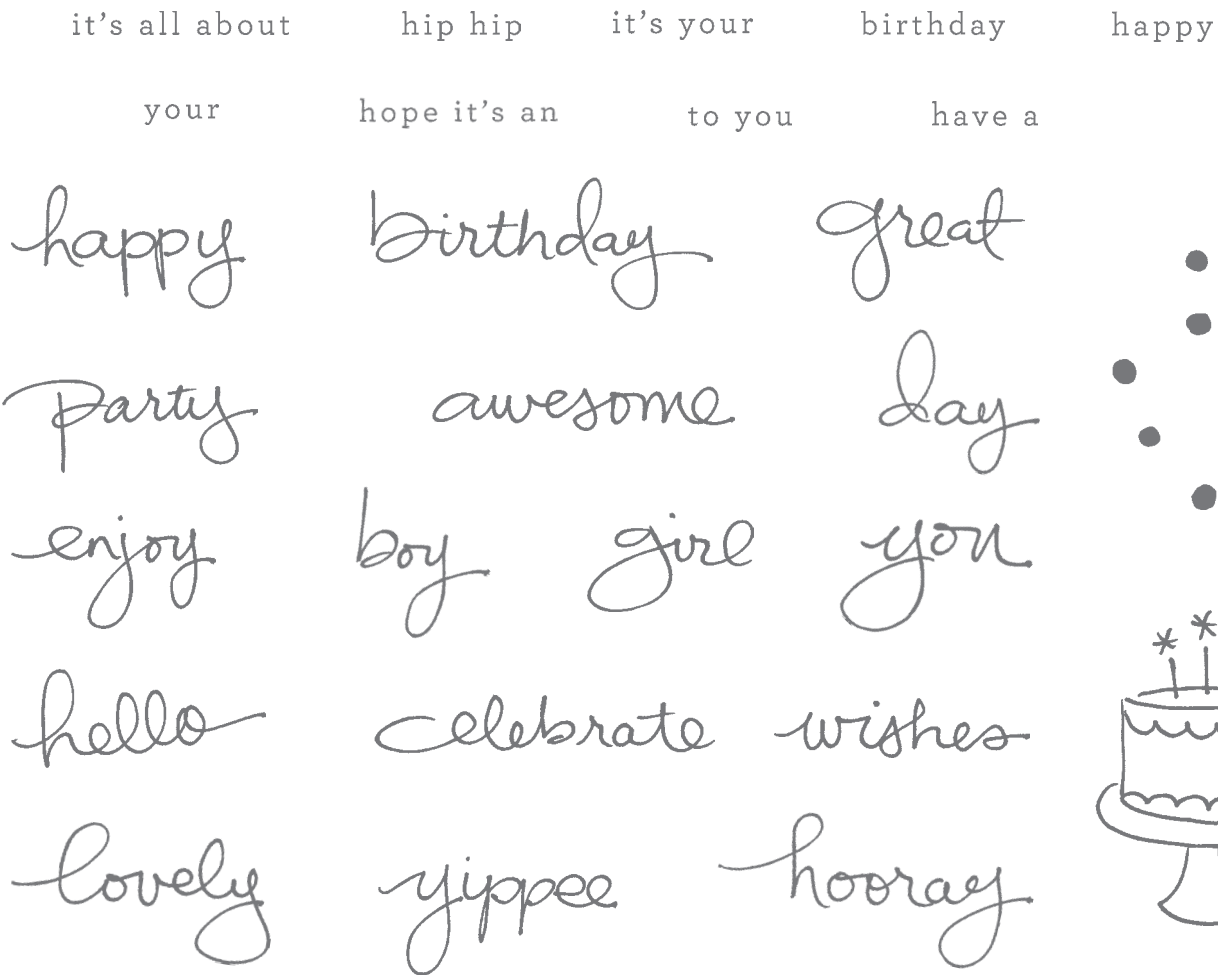 it's all about hip hip it's your birthday happy
your hope it's an to you have a
happy birthday great
party awesome day
enjoy boy girl you
hello celebrate wishes
lovely yippee hooray